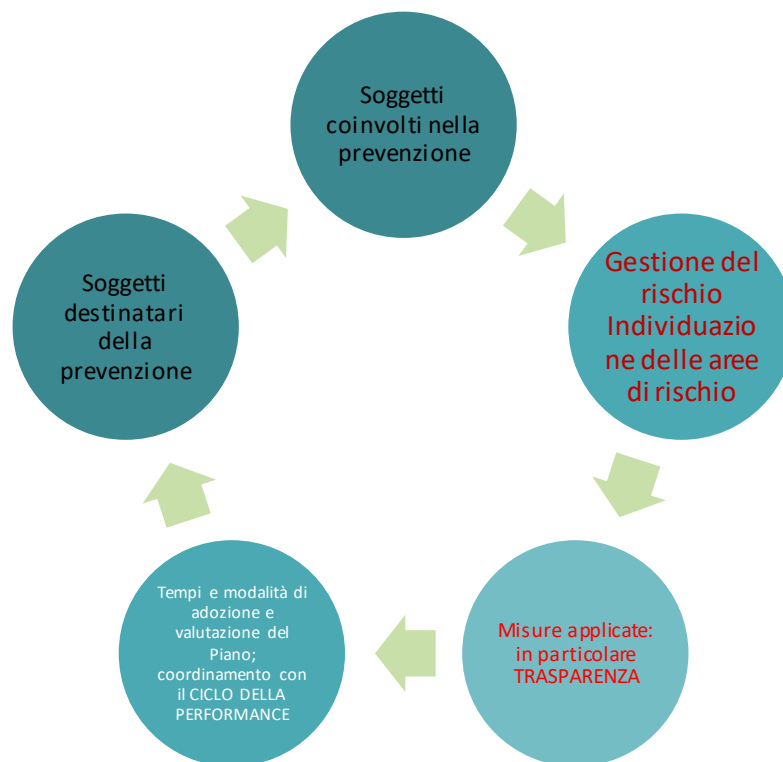 Soggetti
coinvolti nella
prevenzione
Gestione del
rischio
Individuazio
ne delle aree
di rischio
Misure applicate:
in particolare
TRASPARENZA
Tempi e modalità di
adozione e
valutazione del
Piano;
coordinamento con
il CICLO DELLA
PERFORMANCE
Soggetti
destinatari
della
prevenzione